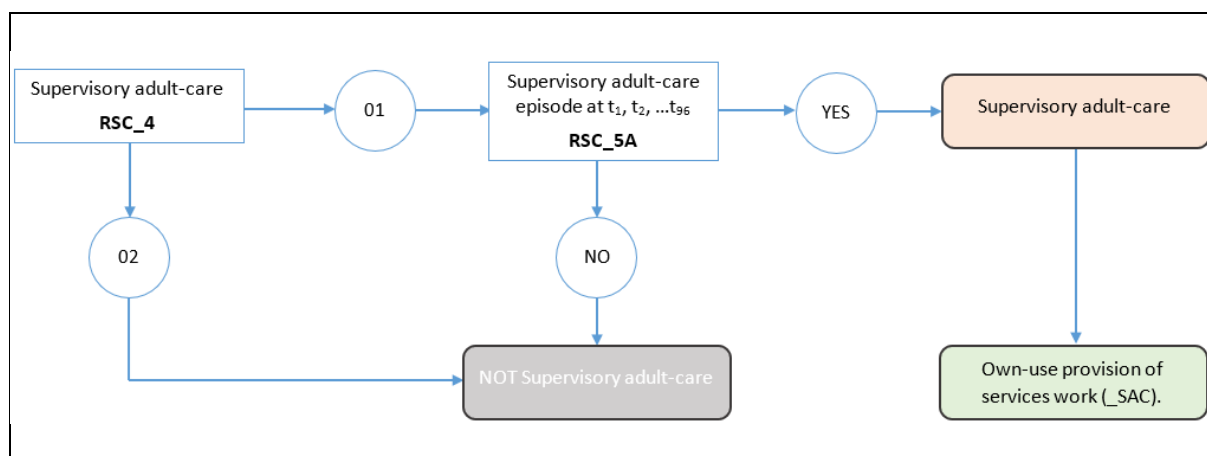 Supervisory adult-care
RSC_4
01
Supervisory adult-care
episode at t₁, t₂, ...t₉₆
RSC_5A
YES
Supervisory adult-care
02
NO
NOT Supervisory adult-care
Own-use provision of
services work (_SAC).